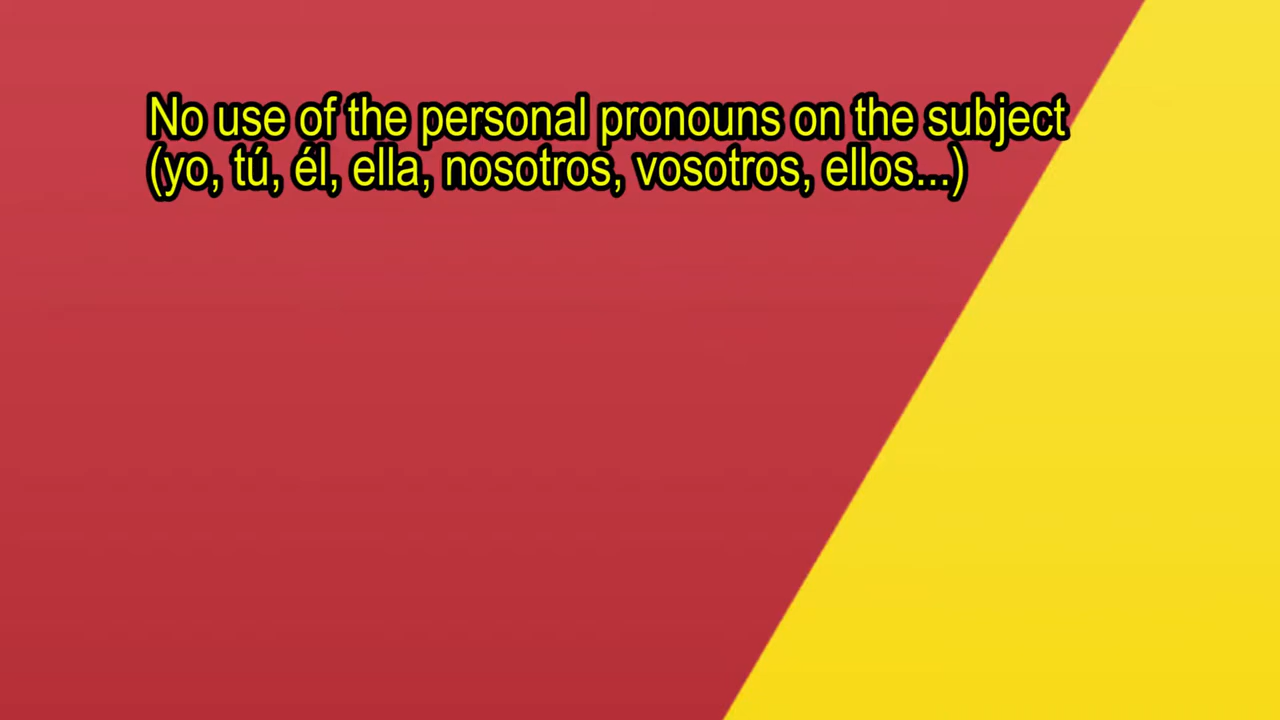 No use of the personal pronouns on the subject
(yo, tú, él, ella, nosotros, vosotros, ellos...)